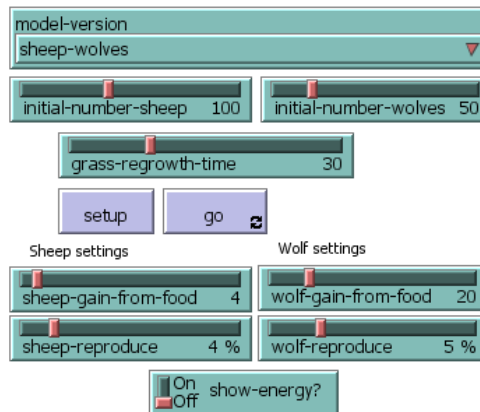 model-version
sheep-wolves
initial-number-sheep 100 initial-number-wolves 50
grass-regrowth-time 30
setup go
Sheep settings Wolf settings
sheep-gain-from-food 4 wolf-gain-from-food 20
sheep-reproduce 4 % wolf-reproduce 5 %
On
Off show-energy?